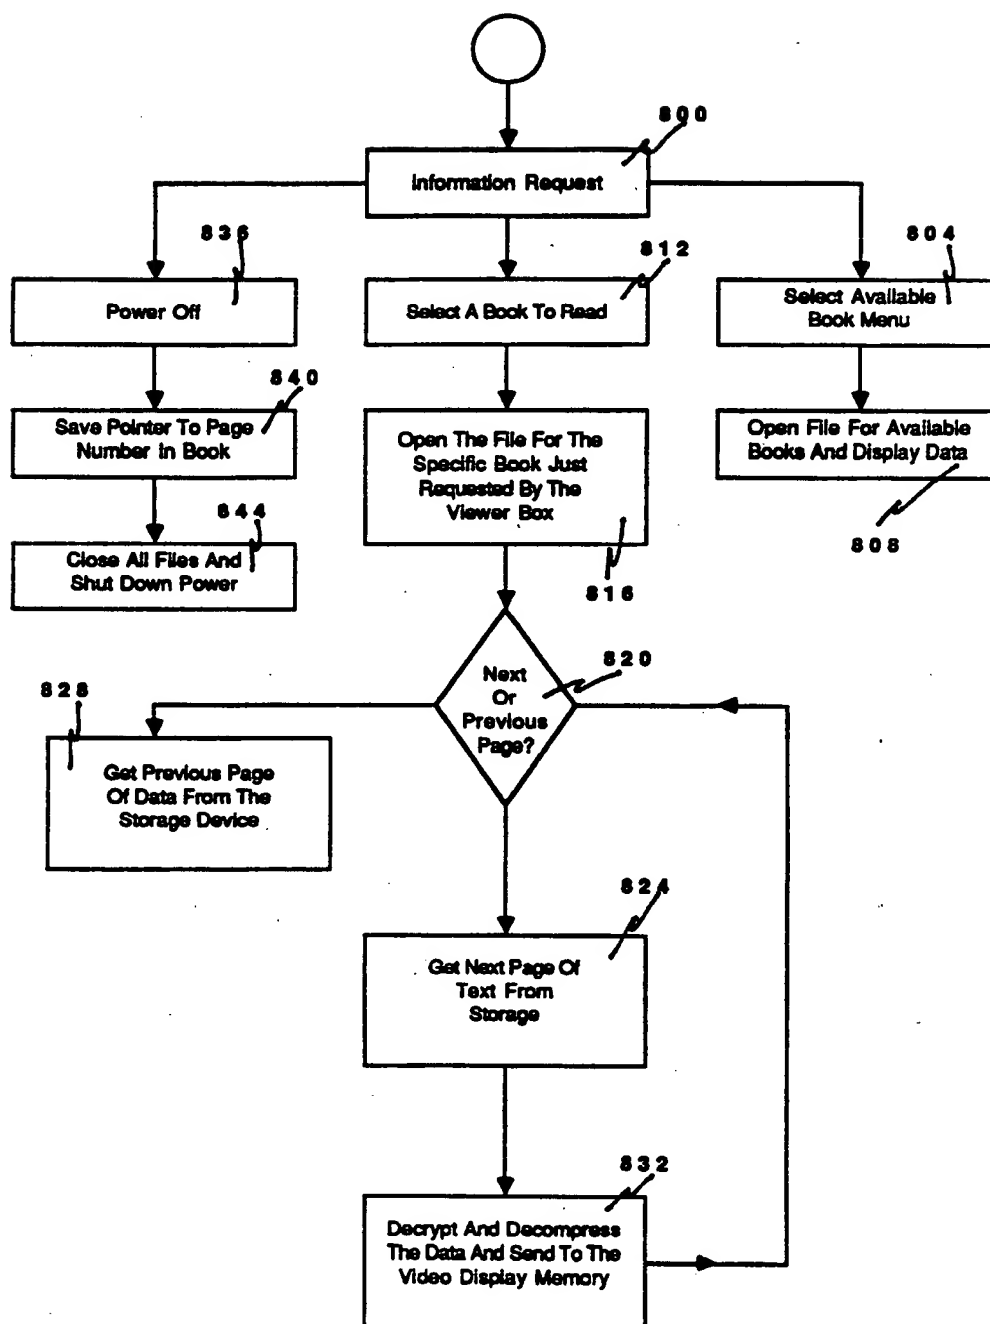 800
Information Request
836
812
804
Power Off
Select A Book To Read
Select Available
Book Menu
840
Save Pointer To Page
Number In Book
Open The File For The
Specific Book Just
Requested By The
Viewer Box
Open File For Available
Books And Display Data
844
808
Close All Files And
Shut Down Power
816
820
Next
Or
Previous
Page?
828
Get Previous Page
Of Data From The
Storage Device
824
Get Next Page Of
Text From
Storage
832
Decrypt And Decompress
The Data And Send To The
Video Display Memory